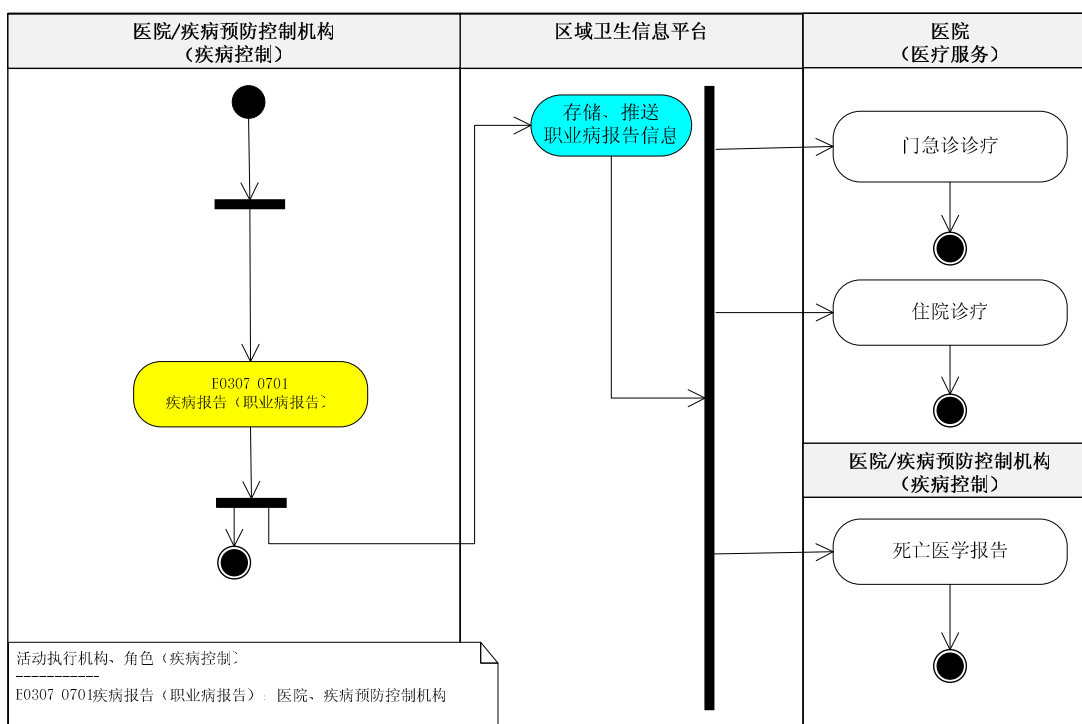 医院/疾病预防控制机构
（疾病控制）
区域卫生信息平台
医院
（医疗服务）
存储、推送
职业病报告信息
门急诊诊疗
住院诊疗
E0307 0701
疾病报告（职业病报告）
医院/疾病预防控制机构
（疾病控制）
死亡医学报告
活动执行机构、角色（疾病控制）
-----------
E0307 0701疾病报告（职业病报告）：医院、疾病预防控制机构